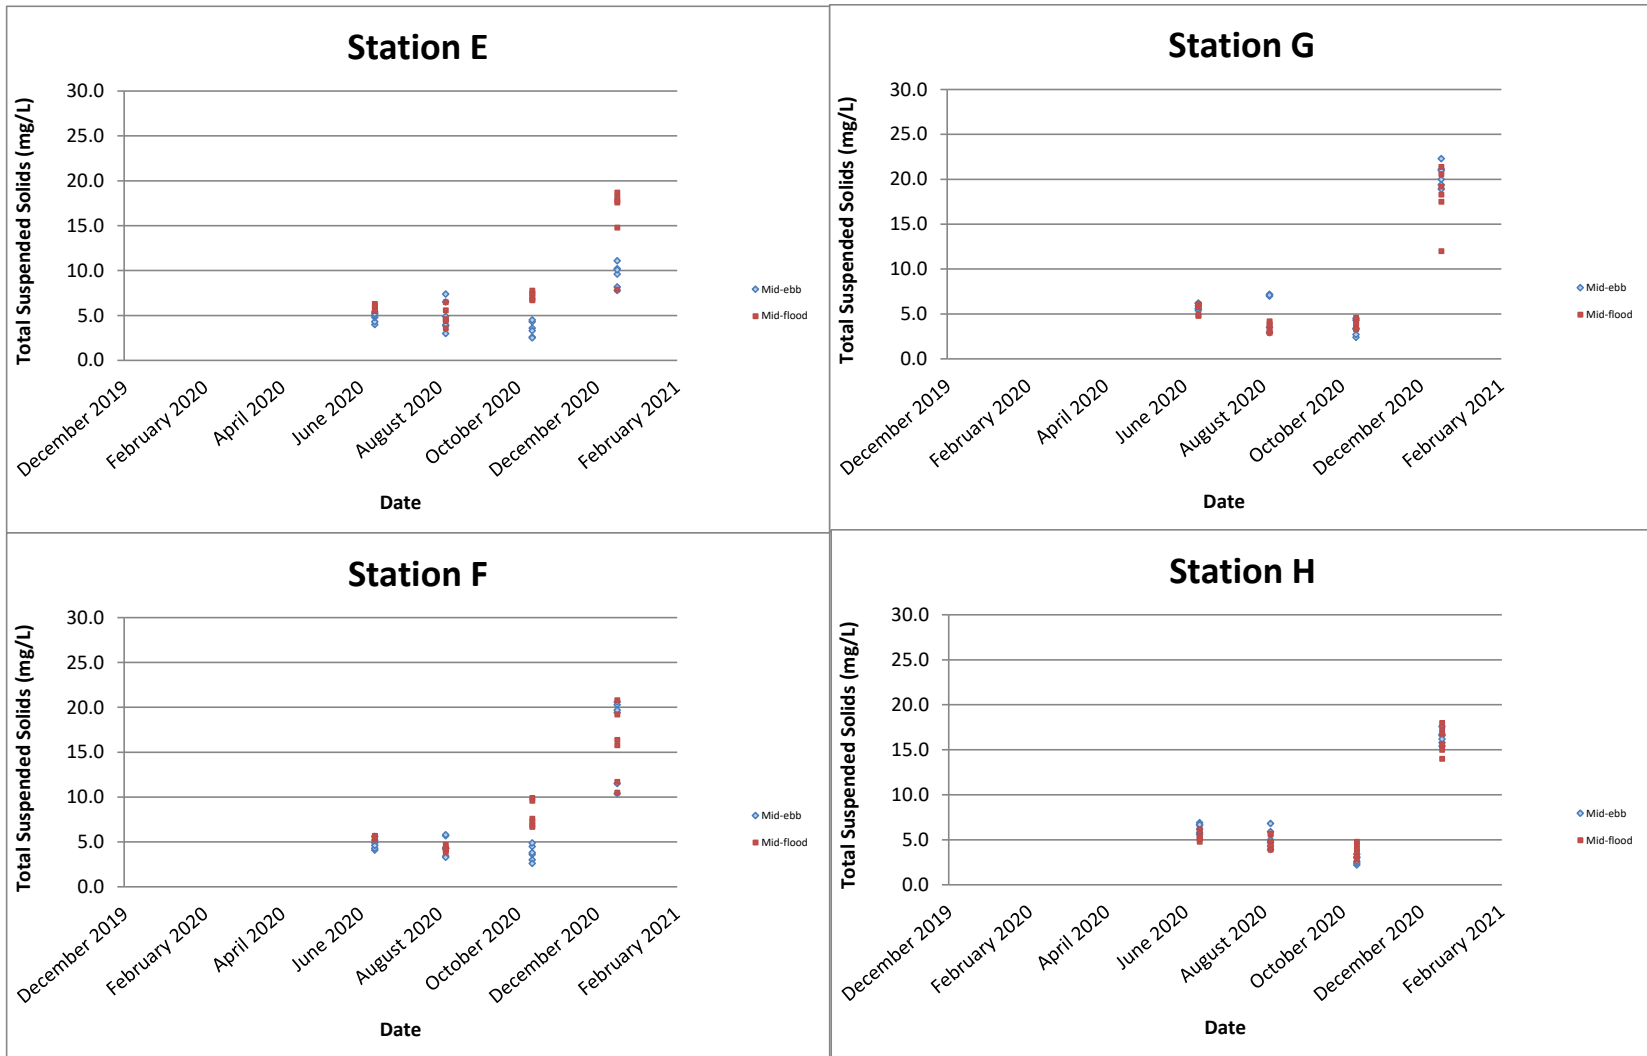 Station E
Total Suspended Solids (mg/L)
30.0
25.0
20.0
15.0
10.0
5.0
0.0
December 2019
February 2020
April 2020
June 2020
August 2020
October 2020
December 2020
February 2021
Date
Mid-ebb
Mid-flood
Station G
Total Suspended Solids (mg/L)
30.0
25.0
20.0
15.0
10.0
5.0
0.0
December 2019
February 2020
April 2020
June 2020
August 2020
October 2020
December 2020
February 2021
Date
Mid-ebb
Mid-flood
Station F
Total Suspended Solids (mg/L)
30.0
25.0
20.0
15.0
10.0
5.0
0.0
December 2019
February 2020
April 2020
June 2020
August 2020
October 2020
December 2020
February 2021
Date
Mid-ebb
Mid-flood
Station H
Total Suspended Solids (mg/L)
30.0
25.0
20.0
15.0
10.0
5.0
0.0
December 2019
February 2020
April 2020
June 2020
August 2020
October 2020
December 2020
February 2021
Date
Mid-ebb
Mid-flood